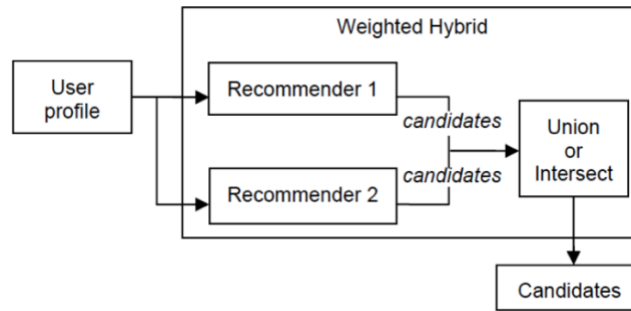 Weighted Hybrid
User
profile
Recommender 1
candidates
candidates
Recommender 2
Union
or
Intersect
Candidates